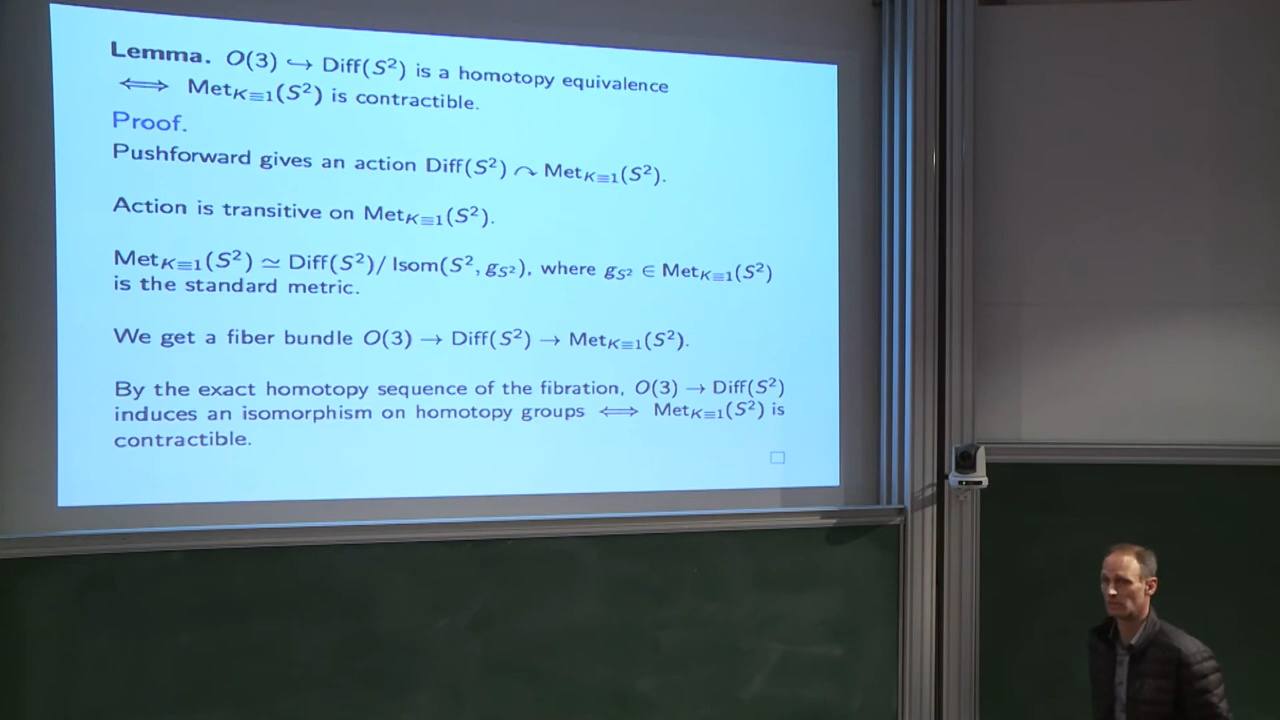 Lemma. O(3) ↪ Diff(S²) is a homotopy equivalence
⟺ Met_{K≡1}(S²) is contractible.
Proof.
Pushforward gives an action Diff(S²) ↷ Met_{K≡1}(S²).
Action is transitive on Met_{K≡1}(S²).
Met_{K≡1}(S²) ≃ Diff(S²)/ Isom(S², g_{S²}), where g_{S²} ∈ Met_{K≡1}(S²)
is the standard metric.
We get a fiber bundle O(3) → Diff(S²) → Met_{K≡1}(S²).
By the exact homotopy sequence of the fibration, O(3) → Diff(S²)
induces an isomorphism on homotopy groups ⟺ Met_{K≡1}(S²) is
contractible.
□